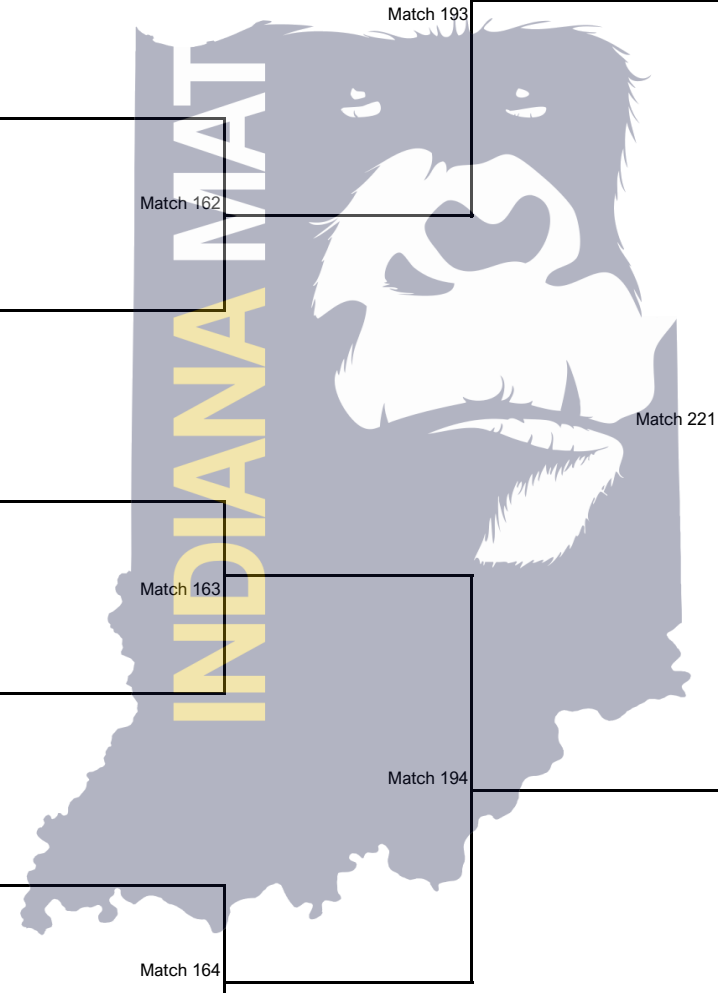 Match 193
Match 162
INDIANA MAT
Match 221
Match 163
Match 194
Match 164